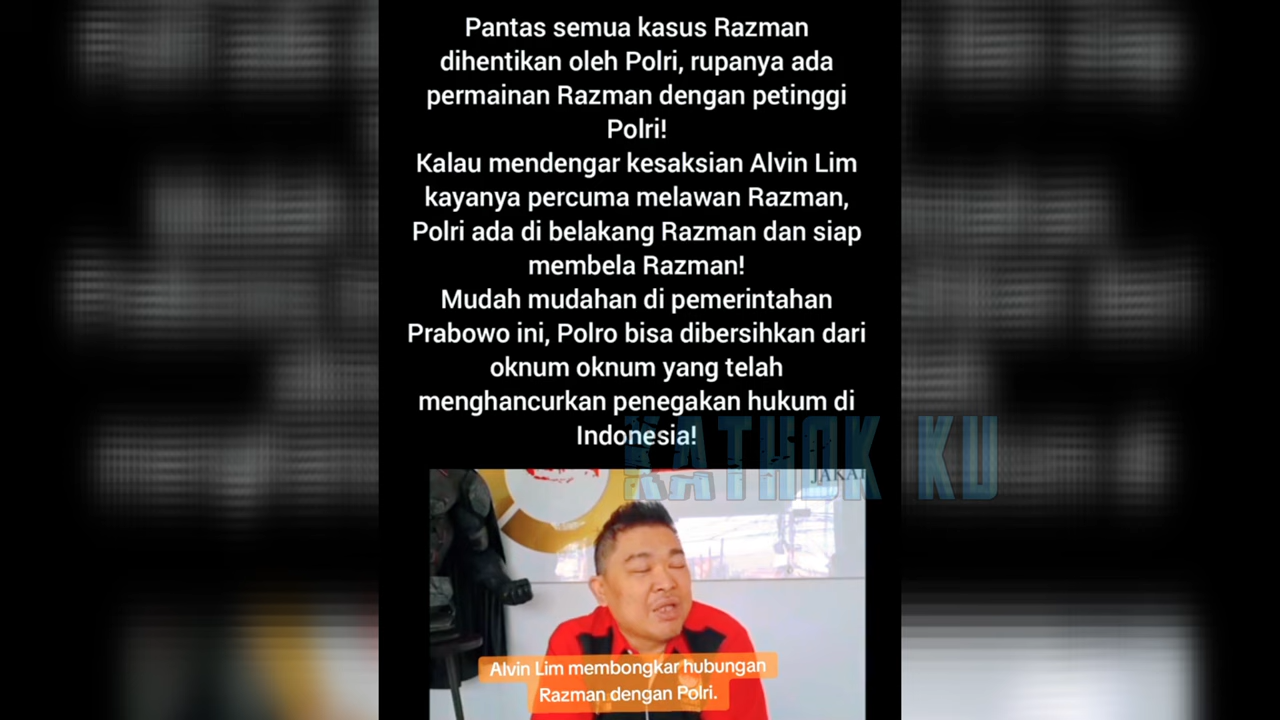 Pantas semua kasus Razman
dihentikan oleh Polri, rupanya ada
permainan Razman dengan petinggi
Polri!
Kalau mendengar kesaksian Alvin Lim
kayanya percuma melawan Razman,
Polri ada di belakang Razman dan siap
membela Razman!
Mudah mudahan di pemerintahan
Prabowo ini, Polro bisa dibersihkan dari
oknum oknum yang telah
menghancurkan penegakan hukum di
Indonesia!
KATHOK KU
Alvin Lim membongkar hubungan
Razman dengan Polri.